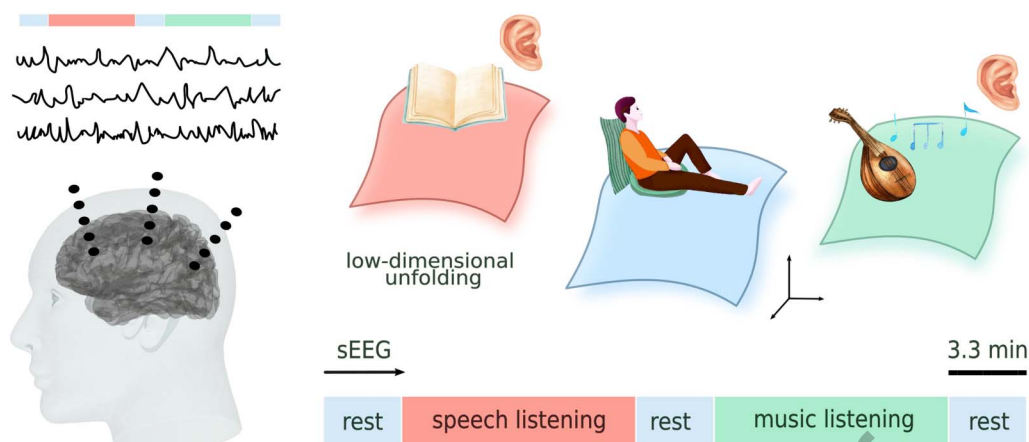 low-dimensional
unfolding
sEEG
3.3 min
rest
speech listening
rest
music listening
rest